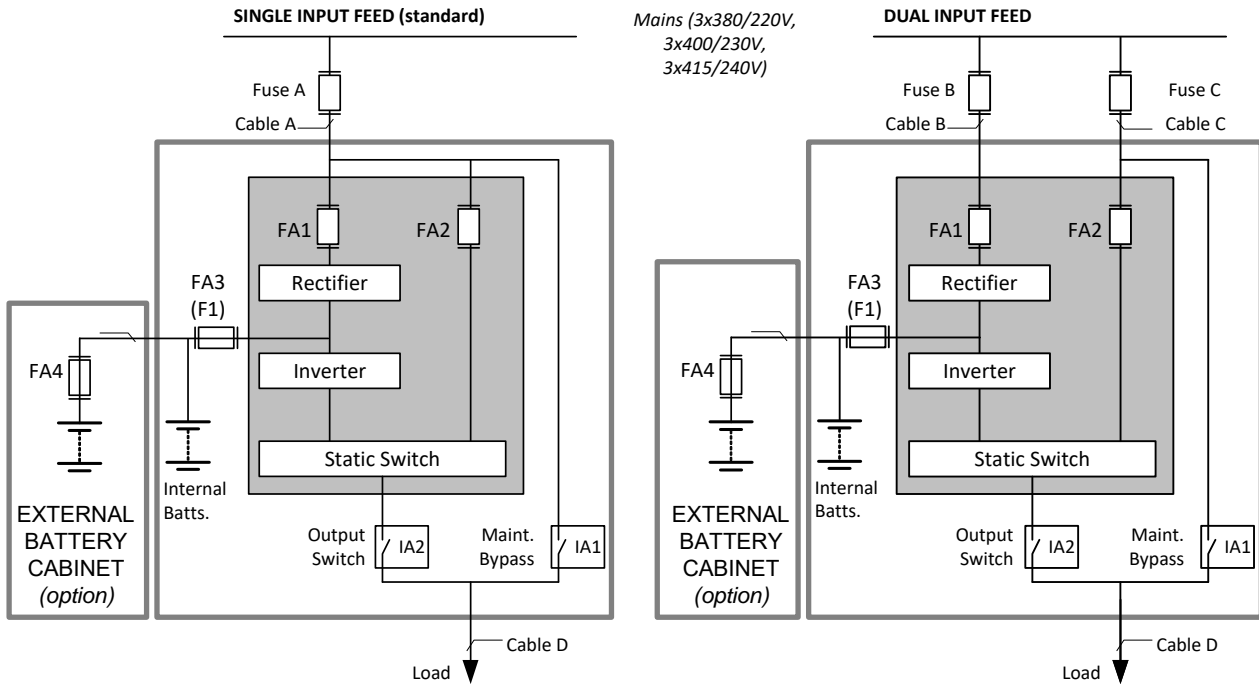 SINGLE INPUT FEED (standard)
Mains (3x380/220V,
3x400/230V,
3x415/240V)
DUAL INPUT FEED
Fuse A
Cable A
FA1
FA2
Rectifier
FA3
(F1)
FA4
Inverter
Static Switch
Internal
Batts.
EXTERNAL
BATTERY
CABINET
(option)
Output
Switch
IA2
Maint.
Bypass
IA1
Cable D
Load
Fuse B
Fuse C
Cable B
Cable C
FA1
FA2
Rectifier
FA3
(F1)
FA4
Inverter
Static Switch
Internal
Batts.
EXTERNAL
BATTERY
CABINET
(option)
Output
Switch
IA2
Maint.
Bypass
IA1
Cable D
Load